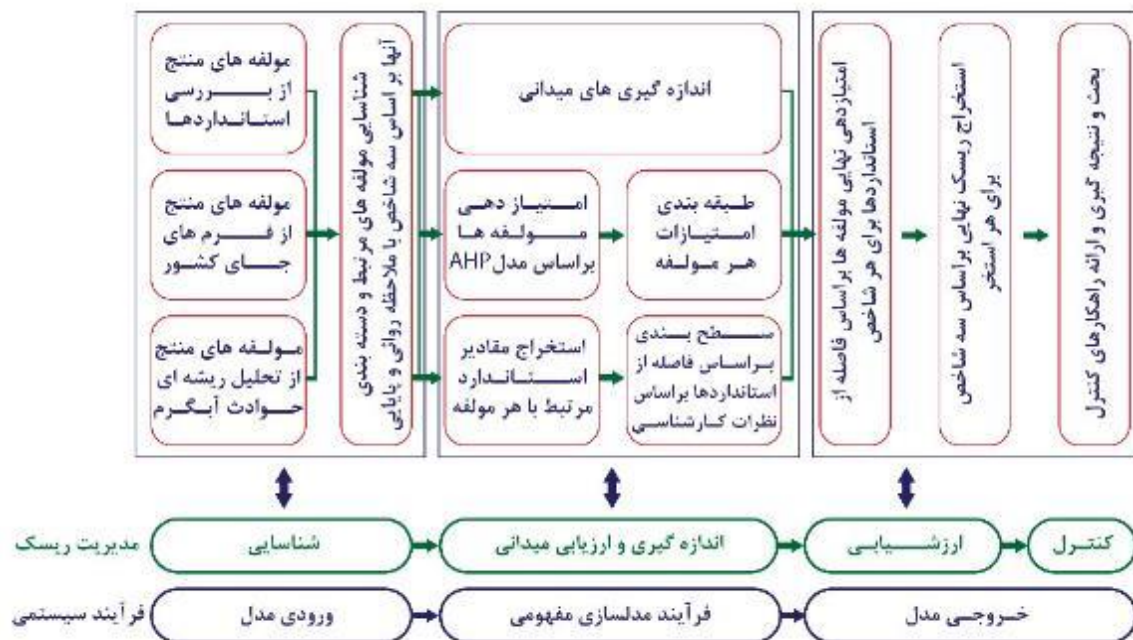 مولفه های منتج
از بررسی
استانداردها
مولفه های منتج
از فرم های
جای کشور
مولفه های منتج
از تحلیل ریشه ای
حوادث آبگرم
شناسایی مولفه های مرتبط و دسته بندی
آنها بر اساس سه شاخص با ملاحظه روائی و پایایی
اندازه گیری های میدانی
امتیاز دهی
مولفه ها
براساس مدل AHP
طبقه بندی
امتیازات
هر مولفه
استخراج مقادیر
استاندارد
مرتبط با هر مولفه
سطح بندی
براساس فاصله از
استانداردها براساس
نظرات کارشناسی
امتیازدهی نهایی مولفه ها براساس فاصله از
استانداردها برای هر شاخص
استخراج ریسک نهایی براساس سه شاخص
برای هر استخر
بحث و نتیجه گیری و ارائه راهکارهای کنترل
مدیریت ریسک
شناسایی
اندازه گیری و ارزیابی میدانی
ارزشیابی
کنترل
فرآیند سیستمی
ورودی مدل
فرآیند مدلسازی مفهومی
خروجی مدل